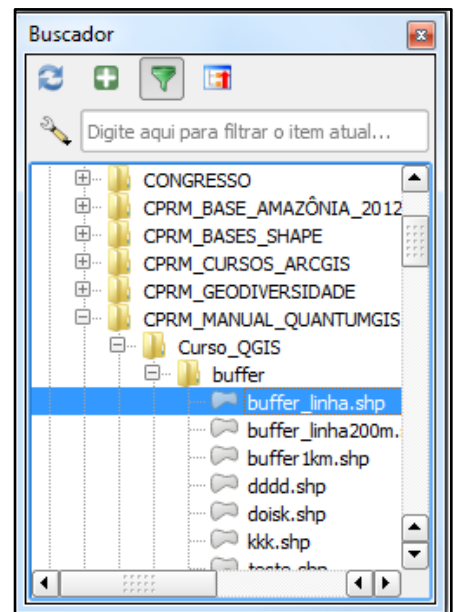 Buscador
Digite aqui para filtrar o item atual...
CONGRESSO
CPRM_BASE_AMAZÔNIA_2012
CPRM_BASES_SHAPE
CPRM_CURSOS_ARCGIS
CPRM_GEODIVERSIDADE
CPRM_MANUAL_QUANTUMGIS
Curso_QGIS
buffer
buffer_linha.shp
buffer_linha200m.
buffer1km.shp
dddd.shp
doisk.shp
kkk.shp